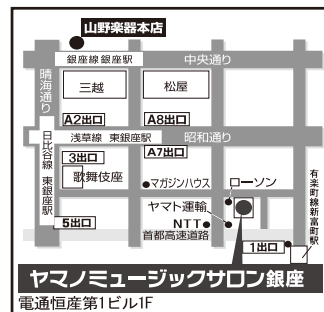 山野楽器本店
銀座線 銀座駅
中央通り
晴海通り
三越
松屋
A2出口
A8出口
浅草線 東銀座駅
昭和通り
日比谷線 東銀座駅
3出口
A7出口
歌舞伎座
マガジンハウス
ローソン
ヤマト運輸
有楽町線新富町駅
5出口
NTT
首都高速道路
1出口
ヤマノミュージックサロン銀座
電通恒産第1ビル1F